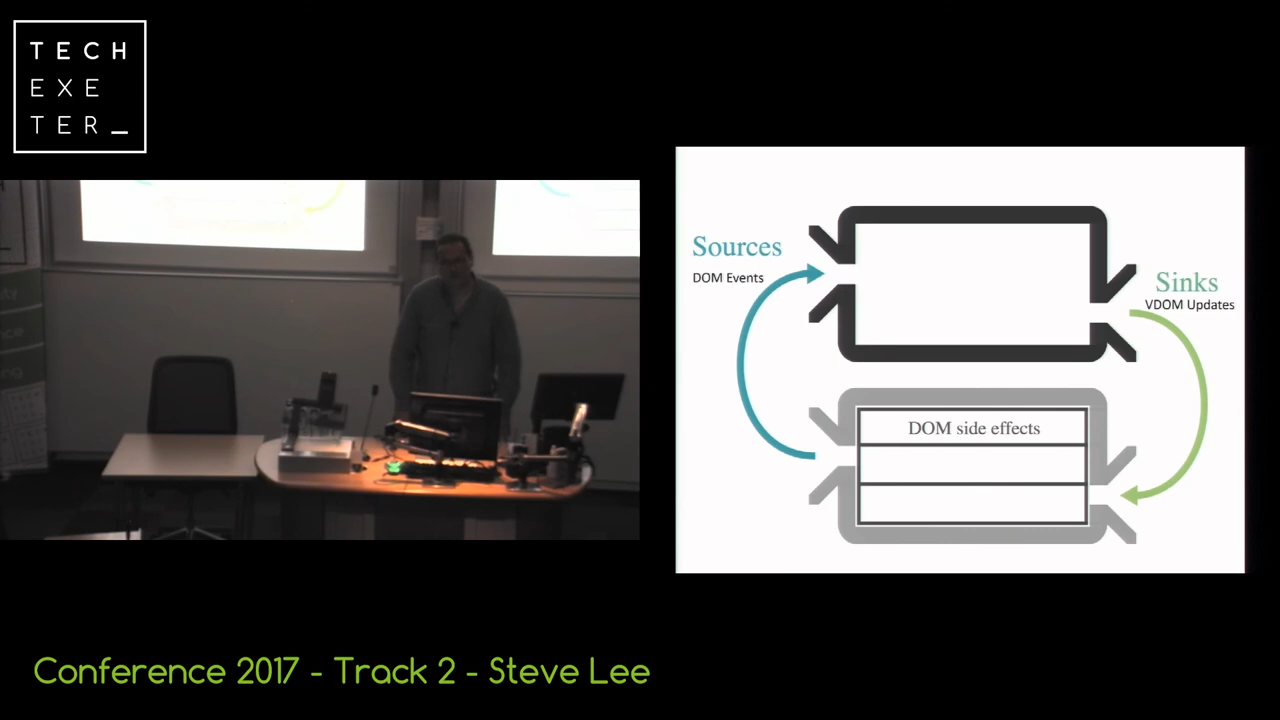 TECH
EXE
TER_
Sources
DOM Events
Sinks
VDOM Updates
DOM side effects
Conference 2017 - Track 2 - Steve Lee